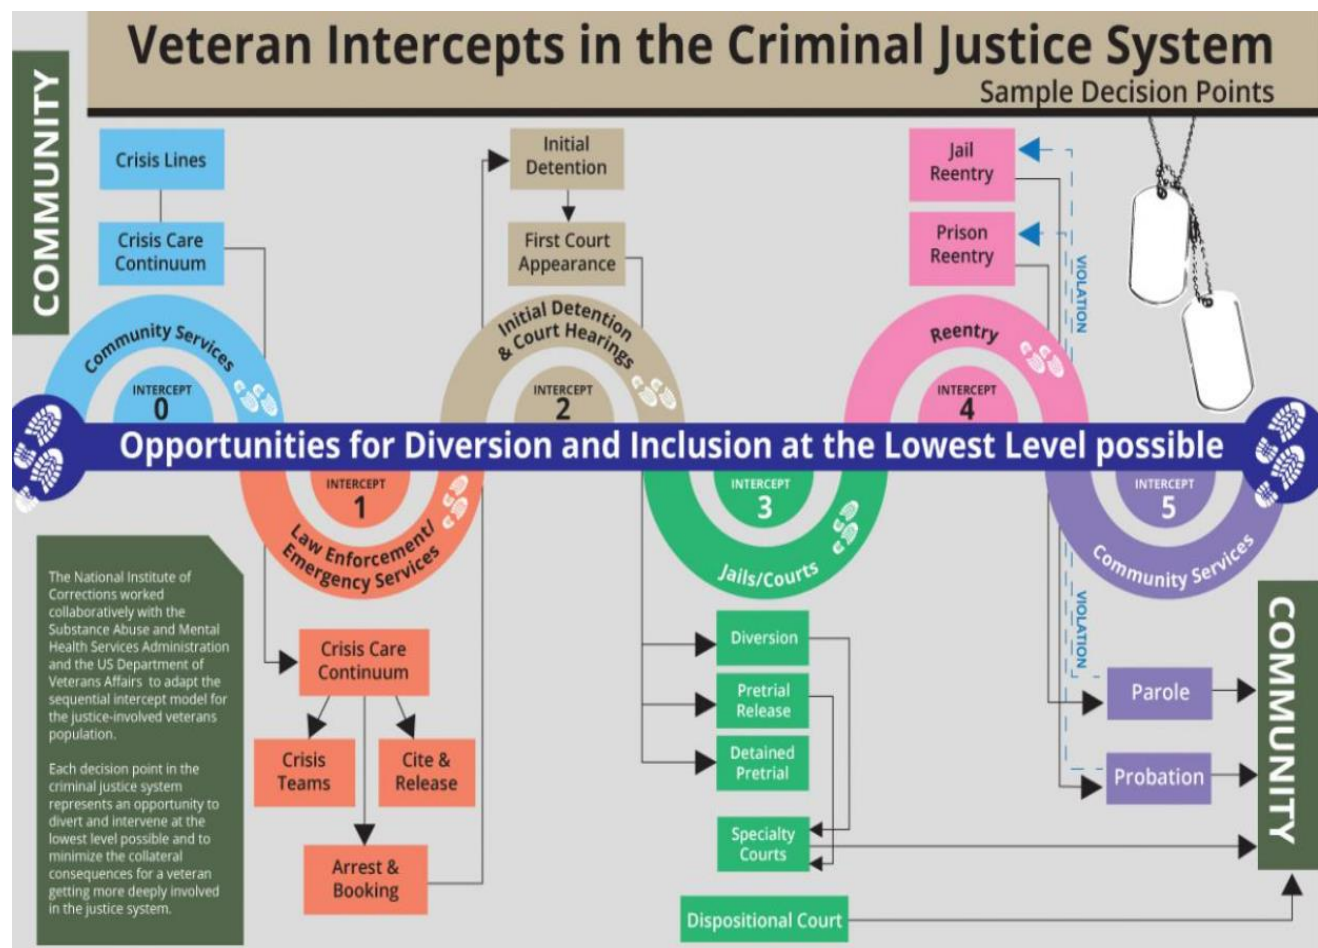 Veteran Intercepts in the Criminal Justice System
Sample Decision Points
COMMUNITY
Crisis Lines
Crisis Care
Continuum
Community Services
INTERCEPT
0
Initial
Detention
First Court
Appearance
Initial Detention
& Court Hearings
INTERCEPT
2
Jail
Reentry
Prison
Reentry
VIOLATION
Reentry
INTERCEPT
4
Opportunities for Diversion and Inclusion at the Lowest Level possible
INTERCEPT
1
Law Enforcement/
Emergency Services
Crisis Care
Continuum
Crisis
Teams
Cite &
Release
Arrest &
Booking
INTERCEPT
3
Jails/Courts
Diversion
Pretrial
Release
Detained
Pretrial
Specialty
Courts
Dispositional Court
INTERCEPT
5
Community Services
VIOLATION
Parole
Probation
COMMUNITY
The National Institute of
Corrections worked
collaboratively with the
Substance Abuse and Mental
Health Services Administration
and the US Department of
Veterans Affairs to adapt the
sequential intercept model for
the justice-involved veterans
population.
Each decision point in the
criminal justice system
represents an opportunity to
divert and intervene at the
lowest level possible and to
minimize the collateral
consequences for a veteran
getting more deeply involved
in the justice system.